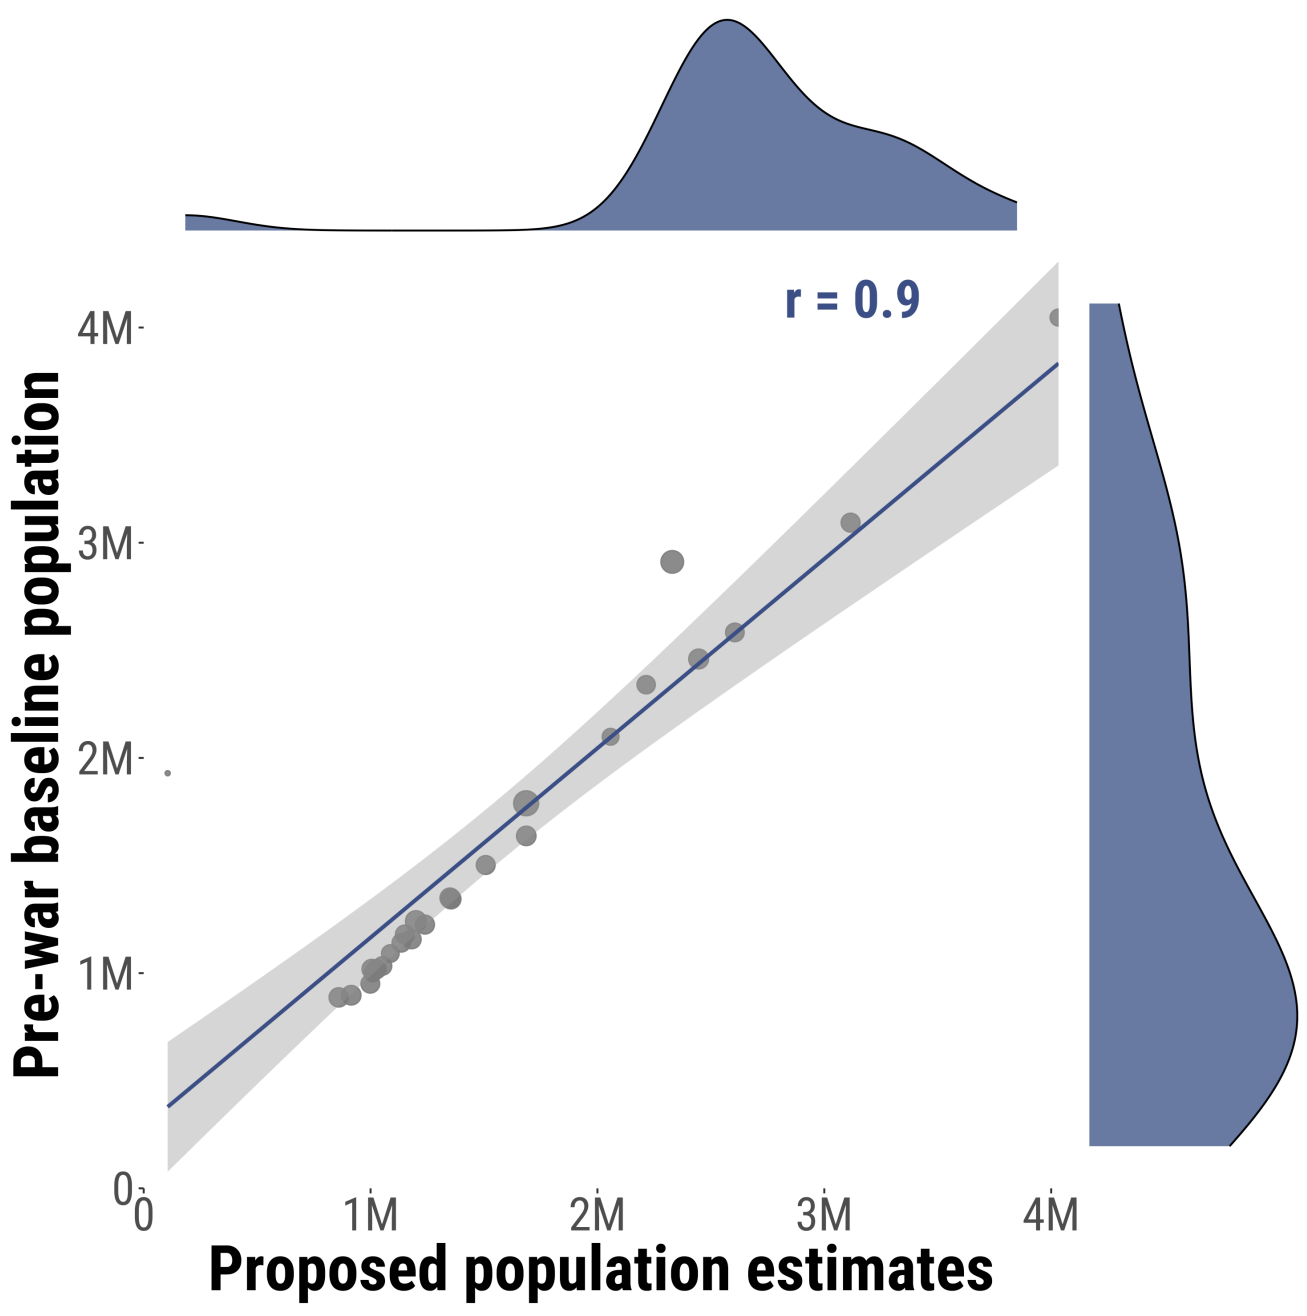 r = 0.9
Pre-war baseline population
4M
3M
2M
1M
0
0
1M
2M
3M
4M
Proposed population estimates